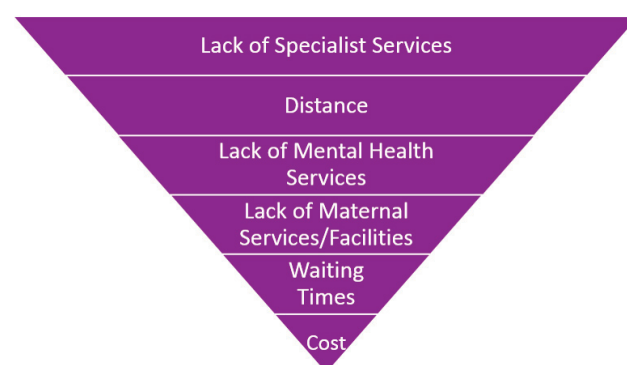 Lack of Specialist Services
Distance
Lack of Mental Health
Services
Lack of Maternal
Services/Facilities
Waiting
Times
Cost